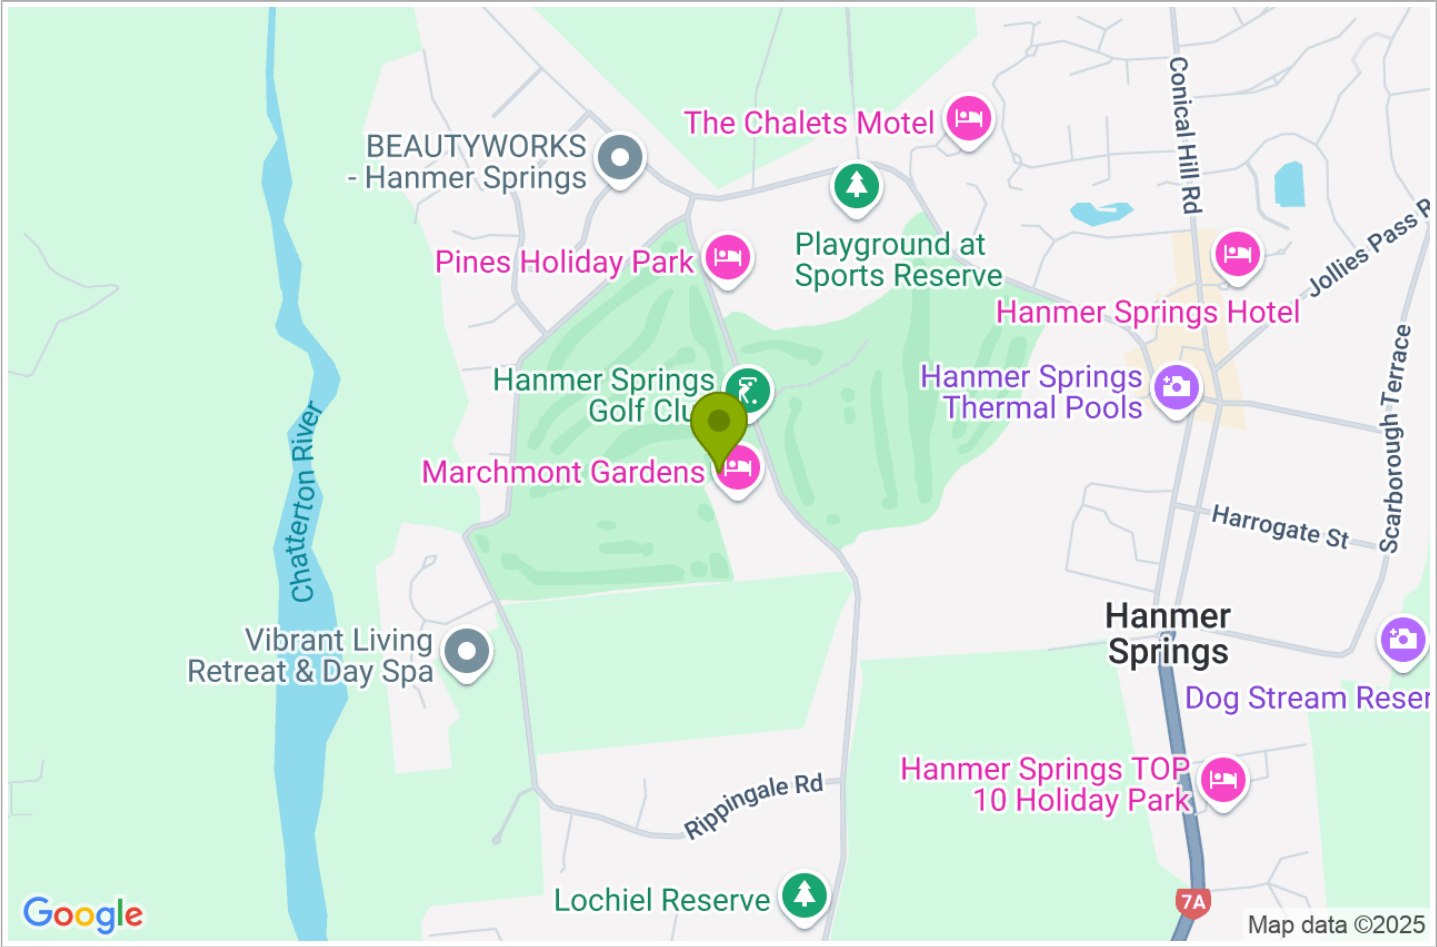 Conical Hill Rd
The Chalets Motel
BEAUTYWORKS
- Hanmer Springs
Playground at
Sports Reserve
Jollies Pass R
Pines Holiday Park
Hanmer Springs Hotel
Hanmer Springs
Golf Clu
Hanmer Springs
Thermal Pools
Scarborough Terrace
Marchmont Gardens
Chatterton River
Harrogate St
Hanmer
Springs
Vibrant Living
Retreat & Day Spa
Dog Stream Reser
Hanmer Springs TOP
10 Holiday Park
Rippingale Rd
Lochiel Reserve
7A
Google
Map data ©2025